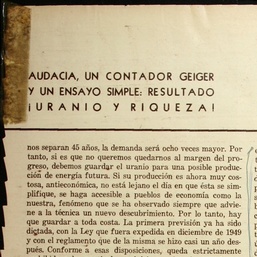 AUDACIA, UN CONTADOR GEIGER
Y UN ENSAYO SIMPLE: RESULTADO
¡URANIO Y RIQUEZA!
nos separan 45 años, la demanda será ocho veces mayor. Por
tanto, si es que no queremos quedarnos al margen del pro-
greso, debemos guardar el uranio para una posible produc-
ción de energía futura. Si su producción es ahora muy cos-
tosa, antieconómica, no está lejano el día en que ésta se sim-
plifique, se haga accesible a pueblos de economía como la
nuestra, fenómeno que se ha observado siempre que advie-
ne a la técnica un nuevo descubrimiento. Por lo tanto, hay
que guardar a toda costa. La primera previsión ya ha sido
dictada, con la Ley que fuera expedida en diciembre de 1949
y con el reglamento que de la misma se hizo casi un año des-
pués. Conforme a esas disposiciones, queda estrictamente